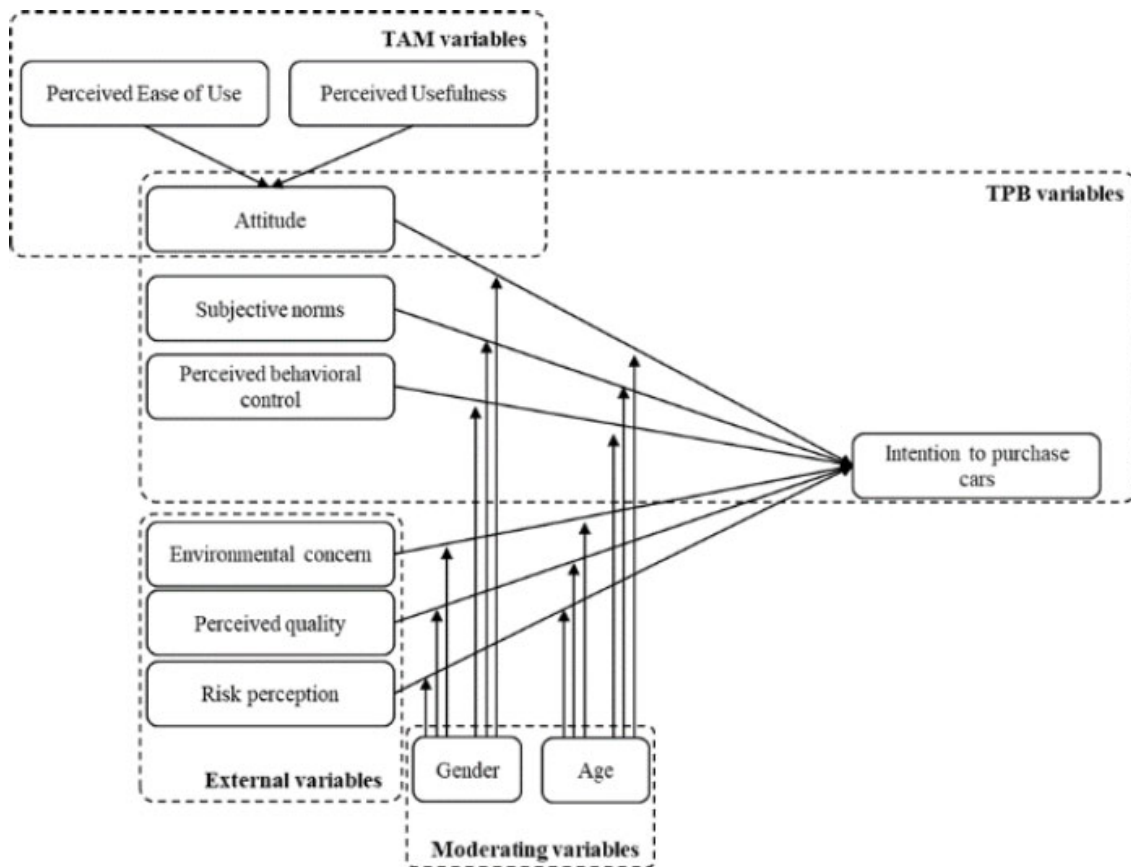 TAM variables
Perceived Ease of Use
Perceived Usefulness
TPB variables
Attitude
Subjective norms
Perceived behavioral
control
Intention to purchase
cars
Environmental concern
Perceived quality
Risk perception
External variables
Gender
Age
Moderating variables